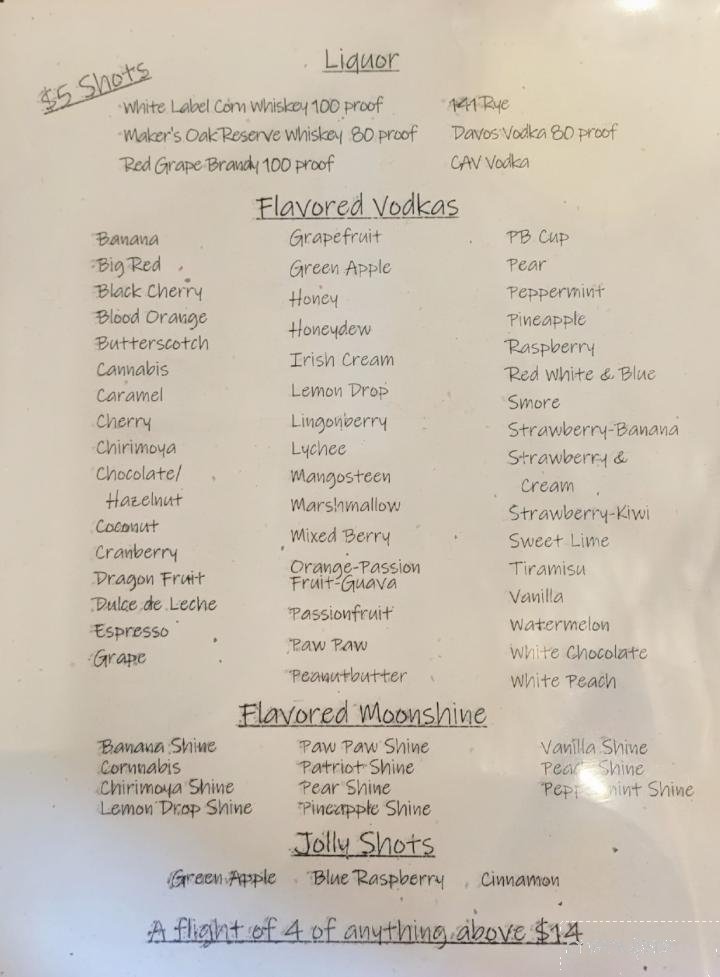 Liquor
$5 Shots
White Label Corn Whiskey 100 proof
Maker's Oak Reserve Whiskey 80 proof
Red Grape Brandy 100 proof
141 Rye
Davos Vodka 80 proof
CAV Vodka
Flavored Vodkas
Banana
Big Red
Black Cherry
Blood Orange
Butterscotch
Cannabis
Caramel
Cherry
Chirimoya
Chocolate/
Hazelnut
Coconut
Cranberry
Dragon Fruit
Dulce de Leche
Espresso
Grape
Grapefruit
Green Apple
Honey
Honeydew
Irish Cream
Lemon Drop
Lingonberry
Lychee
Mangosteen
Marshmallow
Mixed Berry
Orange-Passion
Fruit-Guava
Passionfruit
Paw Paw
Peanutbutter
PB Cup
Pear
Peppermint
Pineapple
Raspberry
Red White & Blue
Smore
Strawberry-Banana
Strawberry &
Cream
Strawberry-Kiwi
Sweet Lime
Tiramisu
Vanilla
Watermelon
White Chocolate
White Peach
Flavored Moonshine
Banana Shine
Cornnabis
Chirimoya Shine
Lemon Drop Shine
Paw Paw Shine
Patriot Shine
Pear Shine
Pineapple Shine
Vanilla Shine
Peach Shine
Peppermint Shine
Jolly Shots
Green Apple Blue Raspberry Cinnamon
A flight of 4 of anything above $14